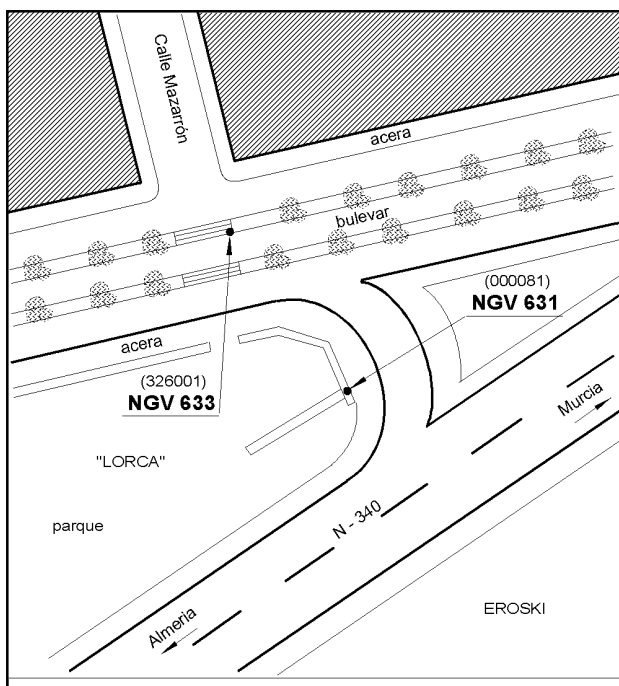 Calle Mazarrón
acera
bulevar
(000081)
NGV 631
acera
(326001)
NGV 633
Murcia
"LORCA"
parque
N - 340
Almeria
EROSKI